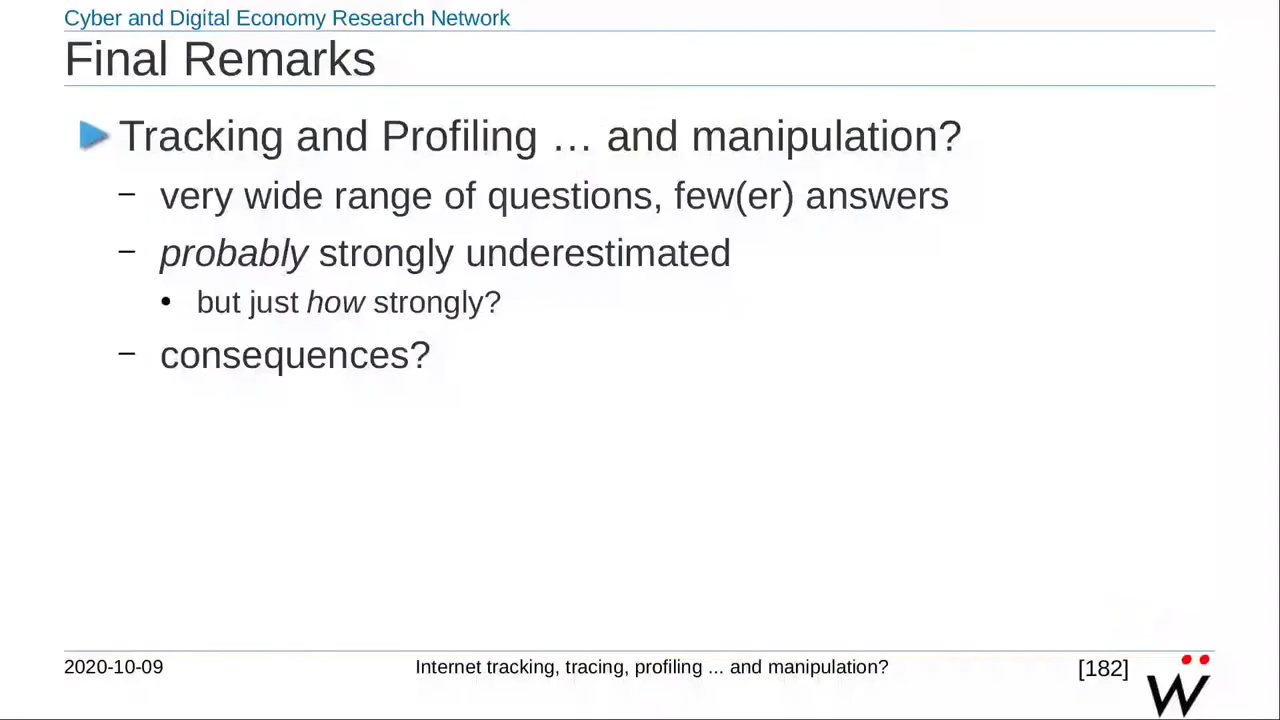 Cyber and Digital Economy Research Network
Final Remarks
Tracking and Profiling … and manipulation?
– very wide range of questions, few(er) answers
– probably strongly underestimated
• but just how strongly?
– consequences?
2020-10-09
Internet tracking, tracing, profiling ... and manipulation?
[182]
W